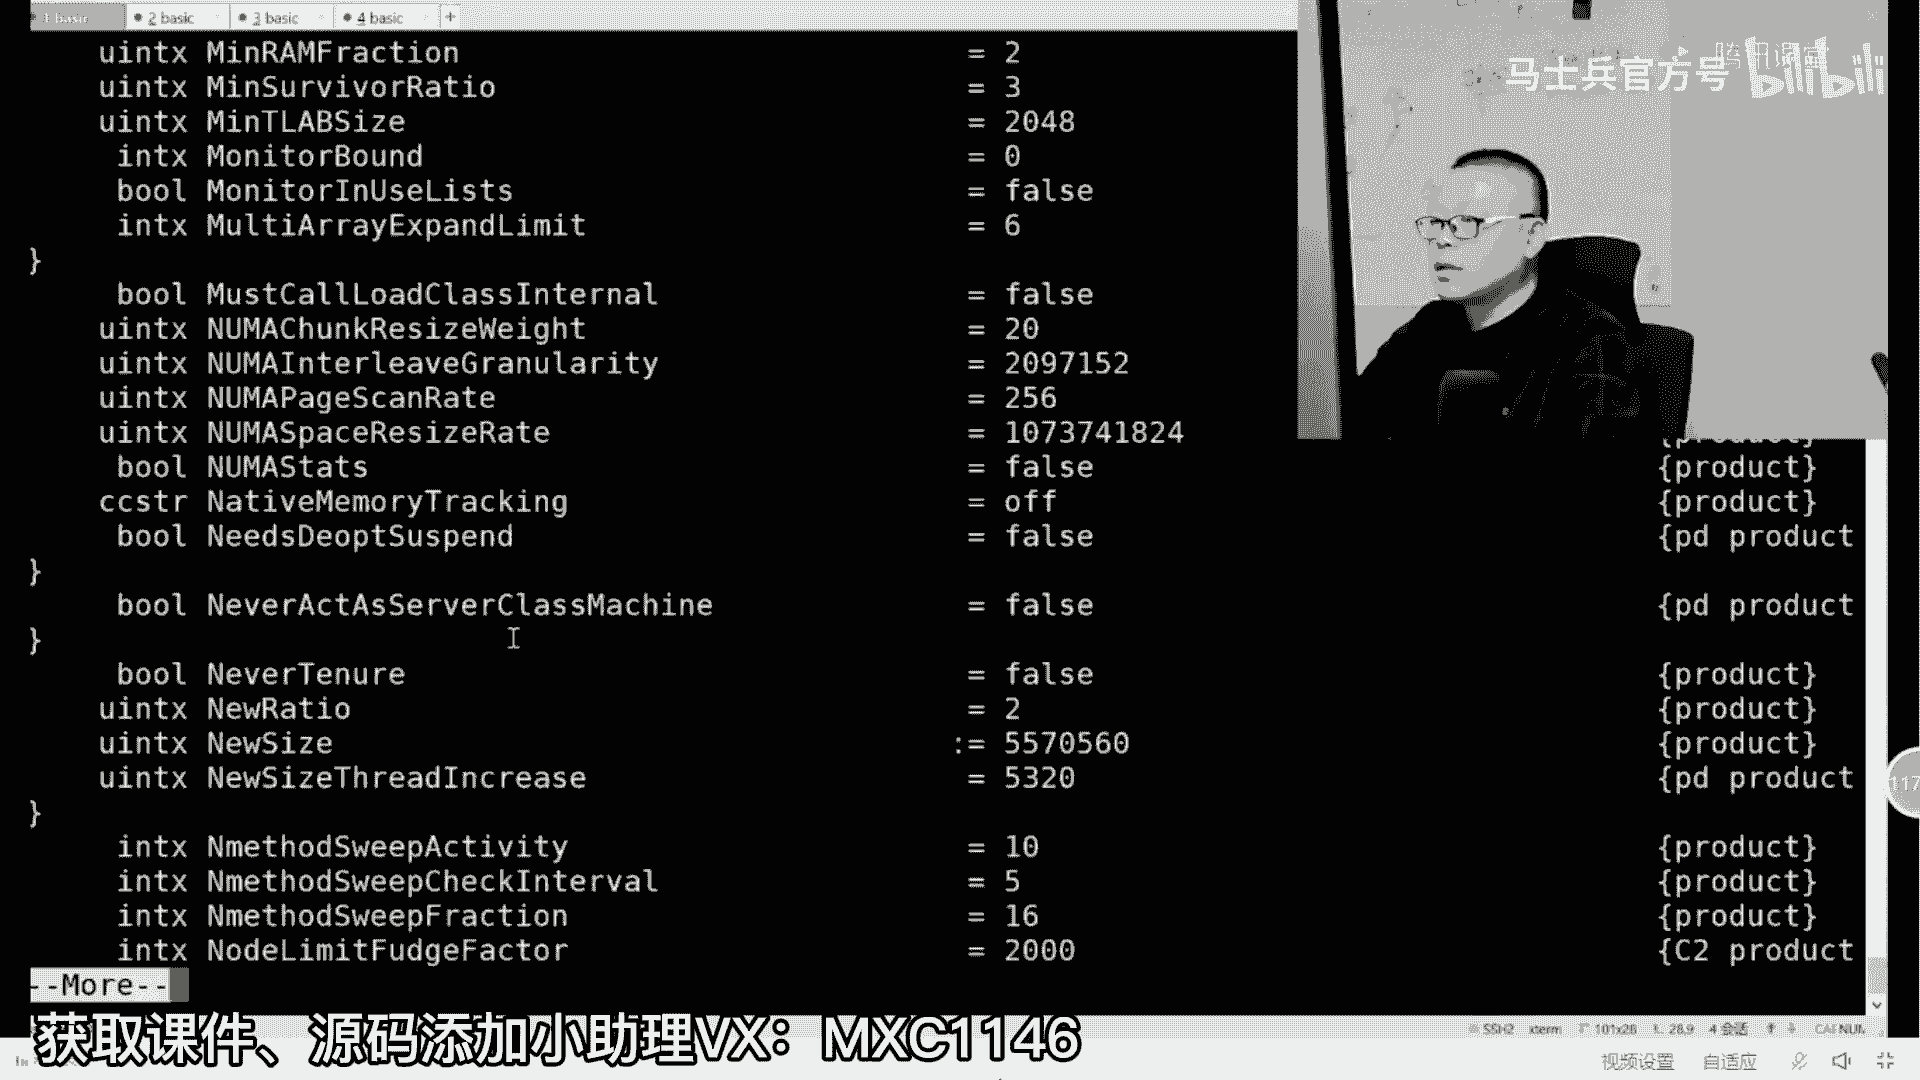 1 basic 2 basic 3 basic 4 basic +
uintx MinRAMFraction = 2
uintx MinSurvivorRatio = 3
uintx MinTLABSize = 2048
intx MonitorBound = 0
bool MonitorInUseLists = false
intx MultiArrayExpandLimit = 6
}
bool MustCallLoadClassInternal = false
uintx NUMAChunkResizeWeight = 20
uintx NUMAInterleaveGranularity = 2097152
uintx NUMAPageScanRate = 256
uintx NUMASpaceResizeRate = 1073741824 {product}
bool NUMAStats = false {product}
ccstr NativeMemoryTracking = off {product}
bool NeedsDeoptSuspend = false {pd product
}
bool NeverActAsServerClassMachine = false {pd product
}
bool NeverTenure = false {product}
uintx NewRatio = 2 {product}
uintx NewSize := 5570560 {product}
uintx NewSizeThreadIncrease = 5320 {pd product
}
intx NmethodSweepActivity = 10 {product}
intx NmethodSweepCheckInterval = 5 {product}
intx NmethodSweepFraction = 16 {product}
intx NodeLimitFudgeFactor = 2000 {C2 product
--More--
腾讯课堂
马士兵官方号 bilibili
117
SSH2 xterm 101x28 28,9 4 会话 CAP NUM
获取课件、源码添加小助理VX：MXC1146
视频设置 自适应